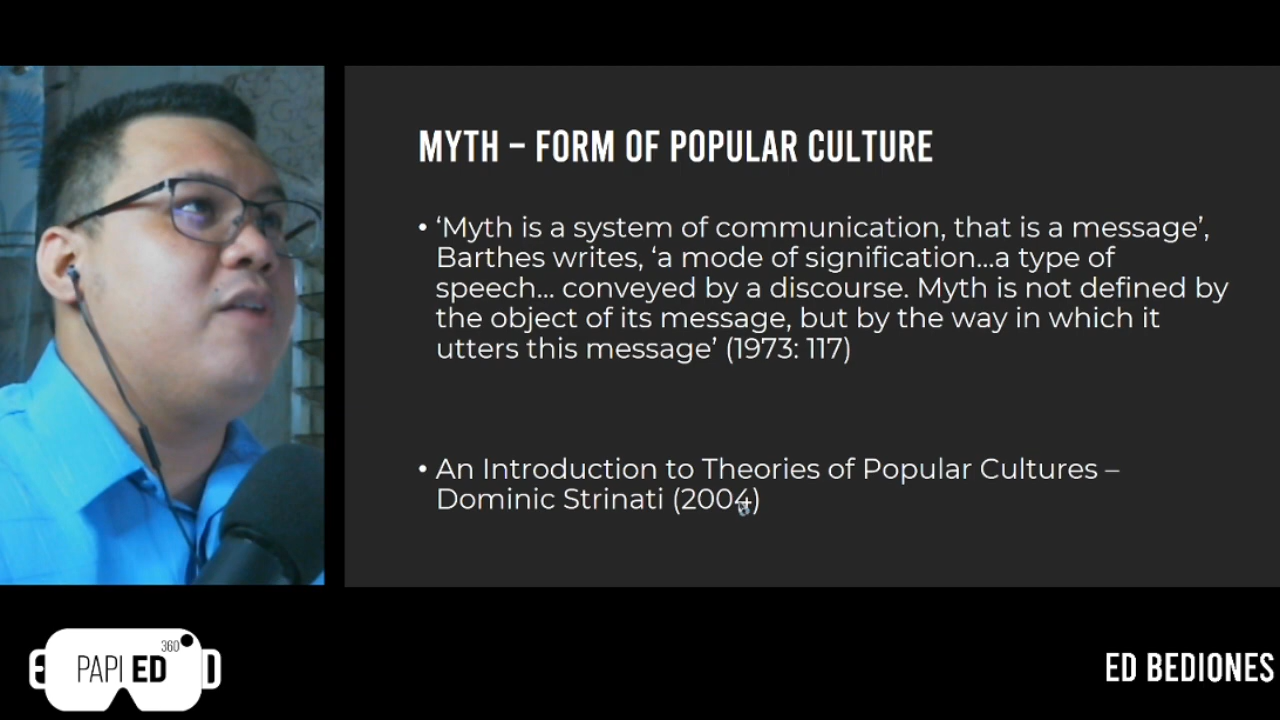 MYTH – FORM OF POPULAR CULTURE
• ‘Myth is a system of communication, that is a message’,
Barthes writes, ‘a mode of signification...a type of
speech... conveyed by a discourse. Myth is not defined by
the object of its message, but by the way in which it
utters this message’ (1973: 117)
• An Introduction to Theories of Popular Cultures –
Dominic Strinati (2004)
360
PAPI ED
ED BEDIONES